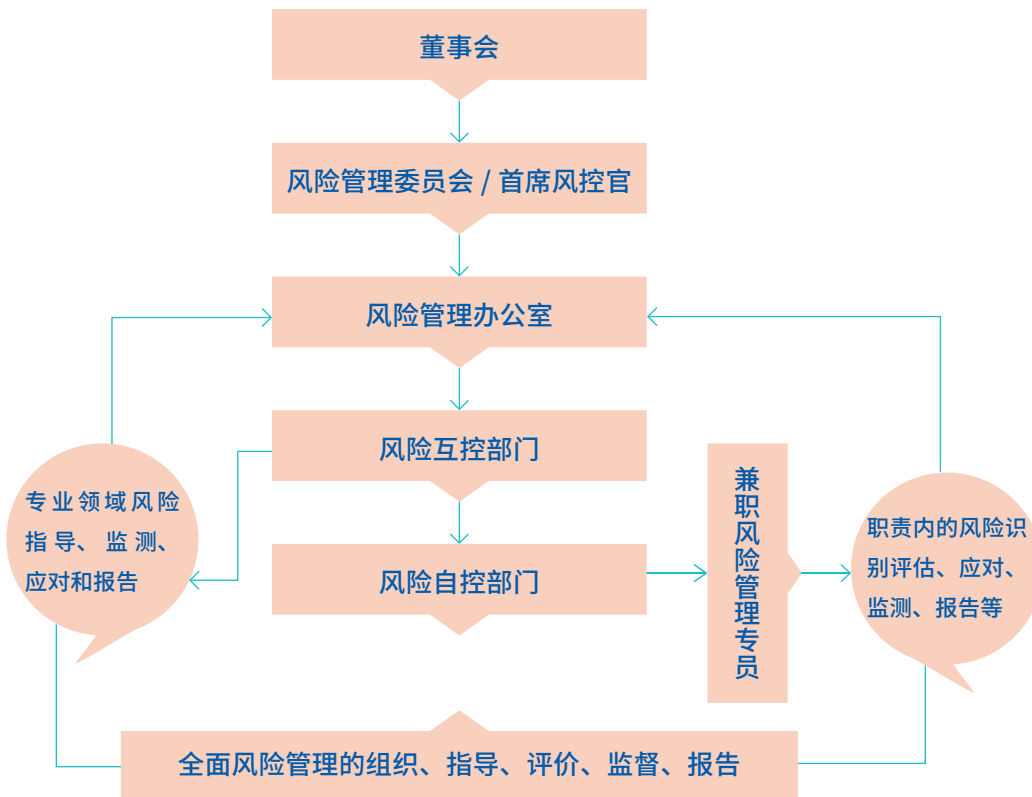 董事会
风险管理委员会 / 首席风控官
风险管理办公室
风险互控部门
专业领域风险
指导、监测、
应对和报告
风险自控部门
兼职风险管理专员
职责内的风险识
别评估、应对、
监测、报告等
全面风险管理的组织、指导、评价、监督、报告